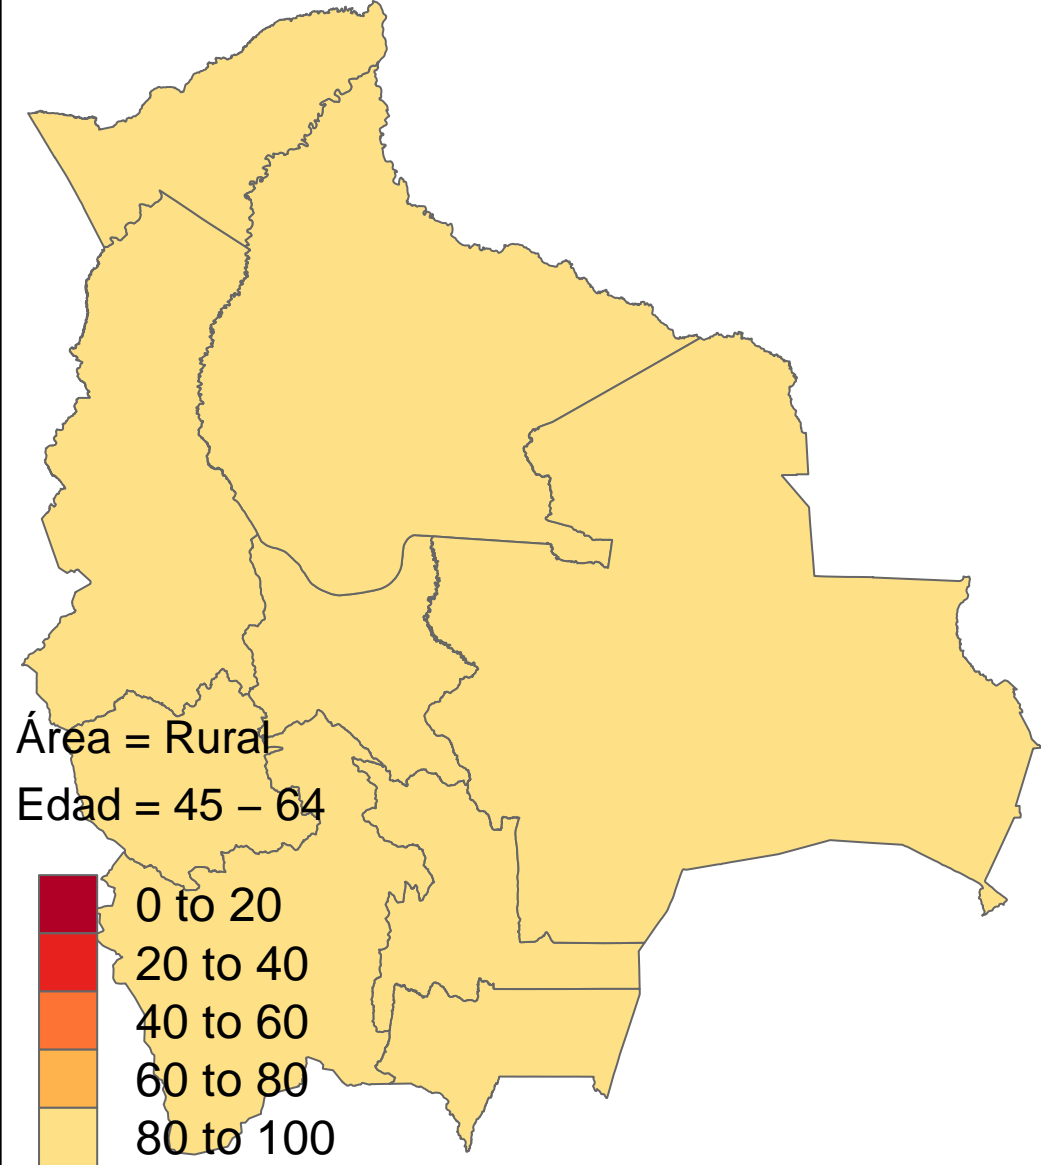 Área = Rural
Edad = 45 – 64
0 to 20
20 to 40
40 to 60
60 to 80
80 to 100